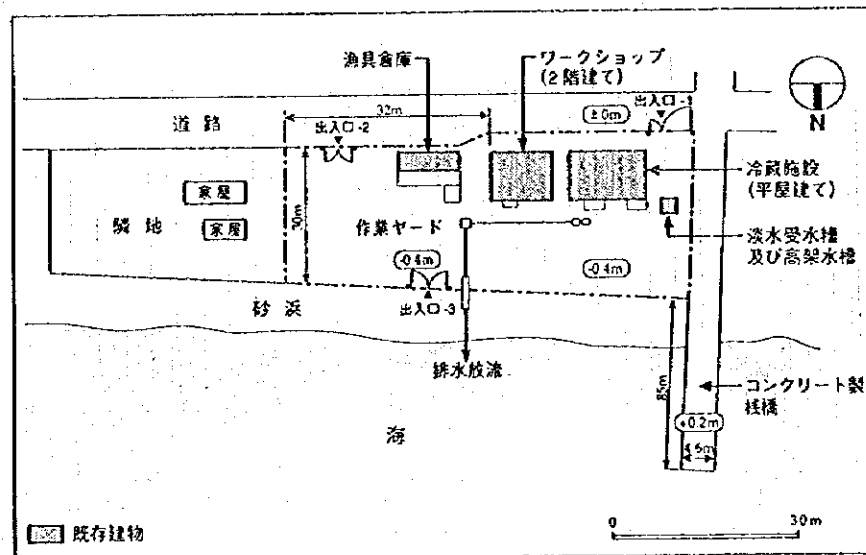 漁具倉庫
ワークショップ
(2階建て)
32m
出入口-1
±0m
道路
出入口-2
N
冷蔵施設
(平屋建て)
家屋
家屋
隣地
30m
作業ヤード
淡水受水槽
及び高架水槽
-0.4m
-0.4m
砂浜
出入口-3
排水放流
85m
コンクリート製
桟橋
海
+0.2m
6m
既存建物
0 30m